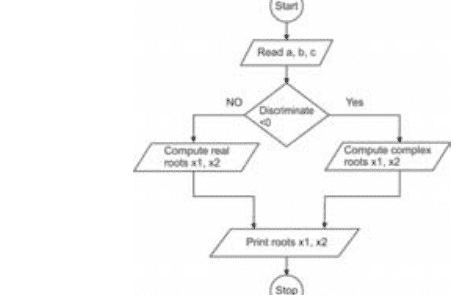 Start
Read a, b, c
NO
Yes
Discriminate
<0
Compute real
roots x1, x2
Compute complex
roots x1, x2
Print roots x1, x2
Stop